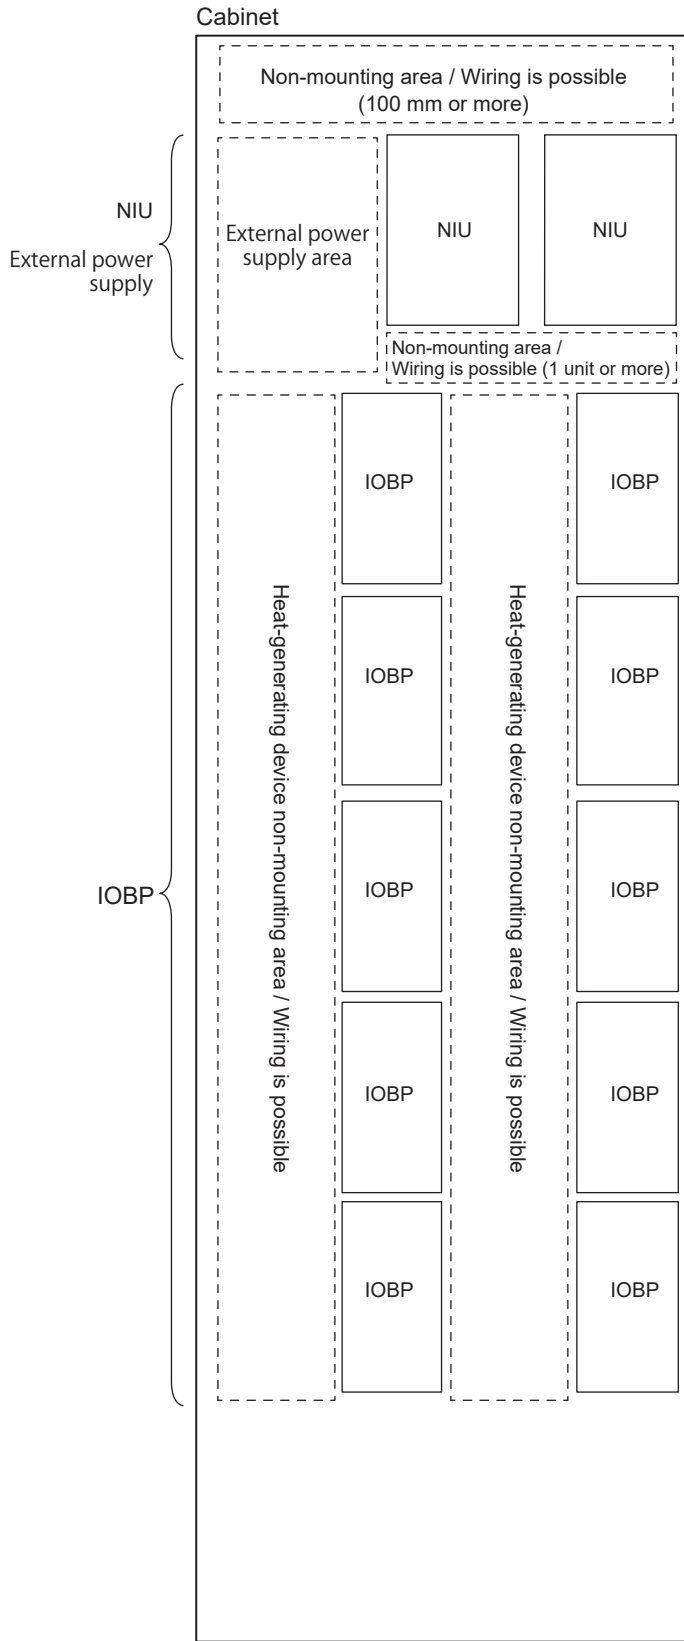 Cabinet
Non-mounting area / Wiring is possible
(100 mm or more)
NIU
External power
supply
External power
supply area
NIU
NIU
Non-mounting area /
Wiring is possible (1 unit or more)
IOBP
Heat-generating device non-mounting area / Wiring is possible
IOBP
IOBP
IOBP
IOBP
IOBP
Heat-generating device non-mounting area / Wiring is possible
IOBP
IOBP
IOBP
IOBP
IOBP